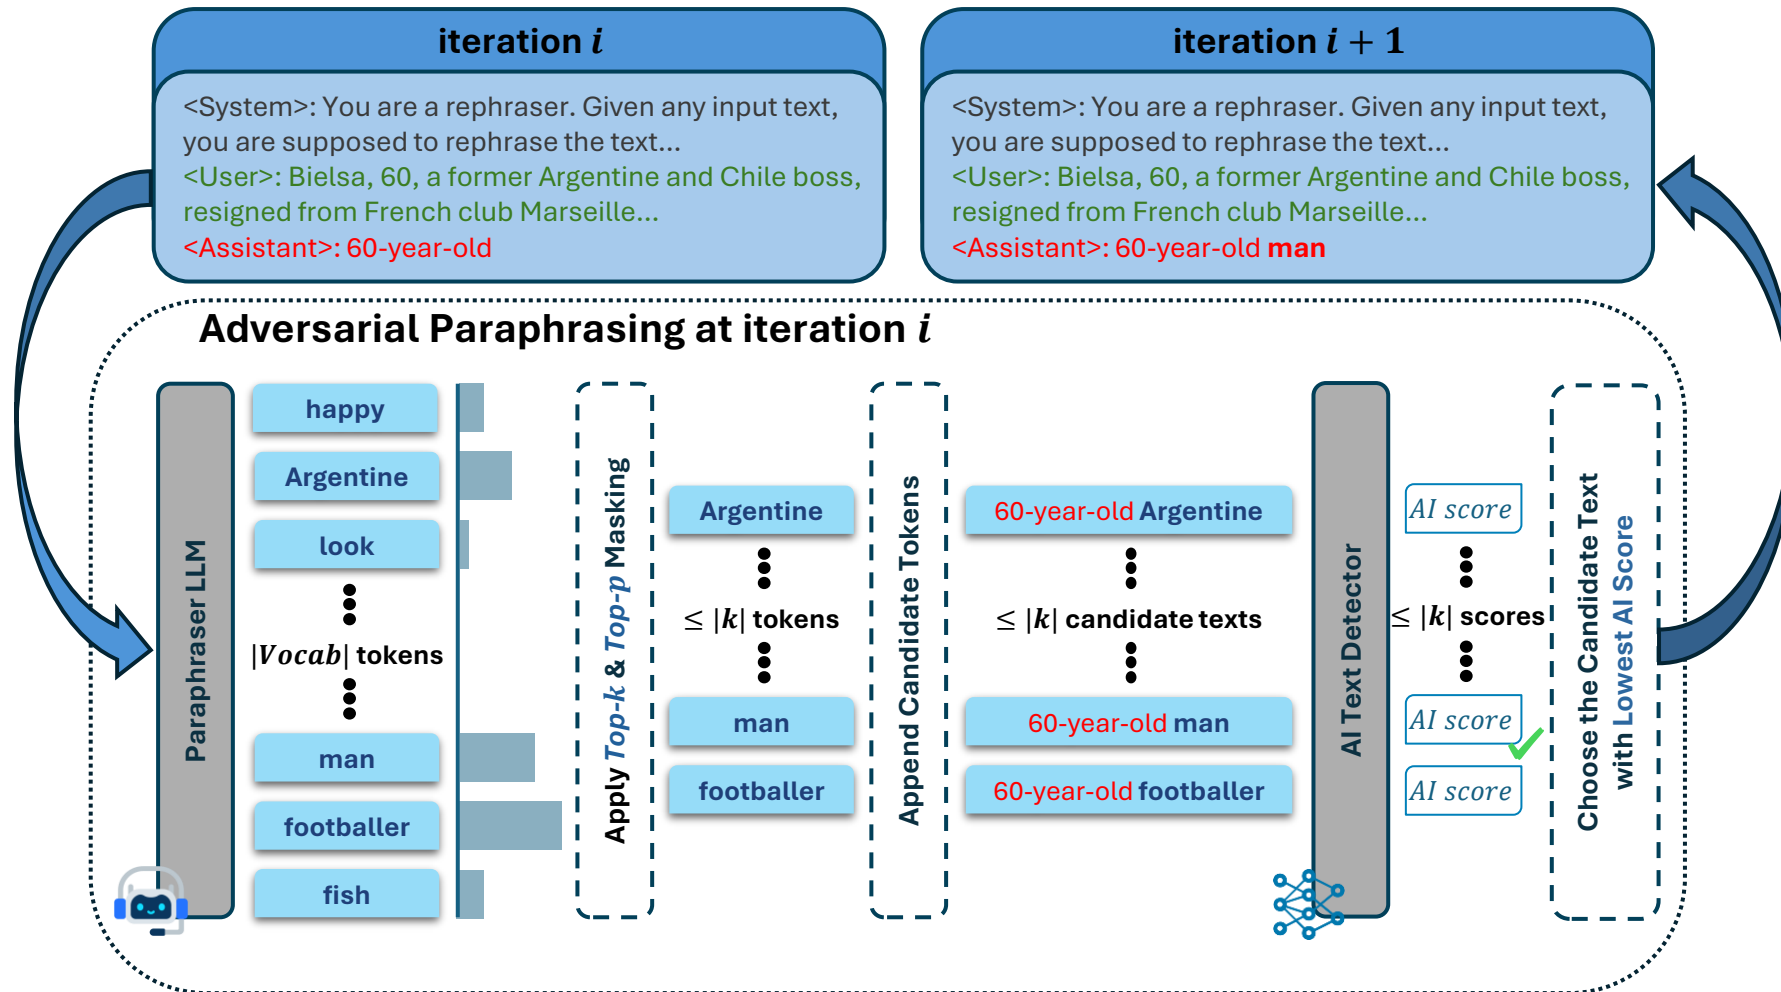 iteration i
<System>: You are a rephraser. Given any input text,
you are supposed to rephrase the text...
<User>: Bielsa, 60, a former Argentine and Chile boss,
resigned from French club Marseille...
<Assistant>: 60-year-old
iteration i + 1
<System>: You are a rephraser. Given any input text,
you are supposed to rephrase the text...
<User>: Bielsa, 60, a former Argentine and Chile boss,
resigned from French club Marseille...
<Assistant>: 60-year-old man
Adversarial Paraphrasing at iteration i
Paraphraser LLM
happy
Argentine
look
|Vocab| tokens
man
footballer
fish
Apply Top-k & Top-p Masking
Argentine
≤ |k| tokens
man
footballer
Append Candidate Tokens
60-year-old Argentine
≤ |k| candidate texts
60-year-old man
60-year-old footballer
AI Text Detector
AI score
≤ |k| scores
AI score
AI score
Choose the Candidate Text
with Lowest AI Score